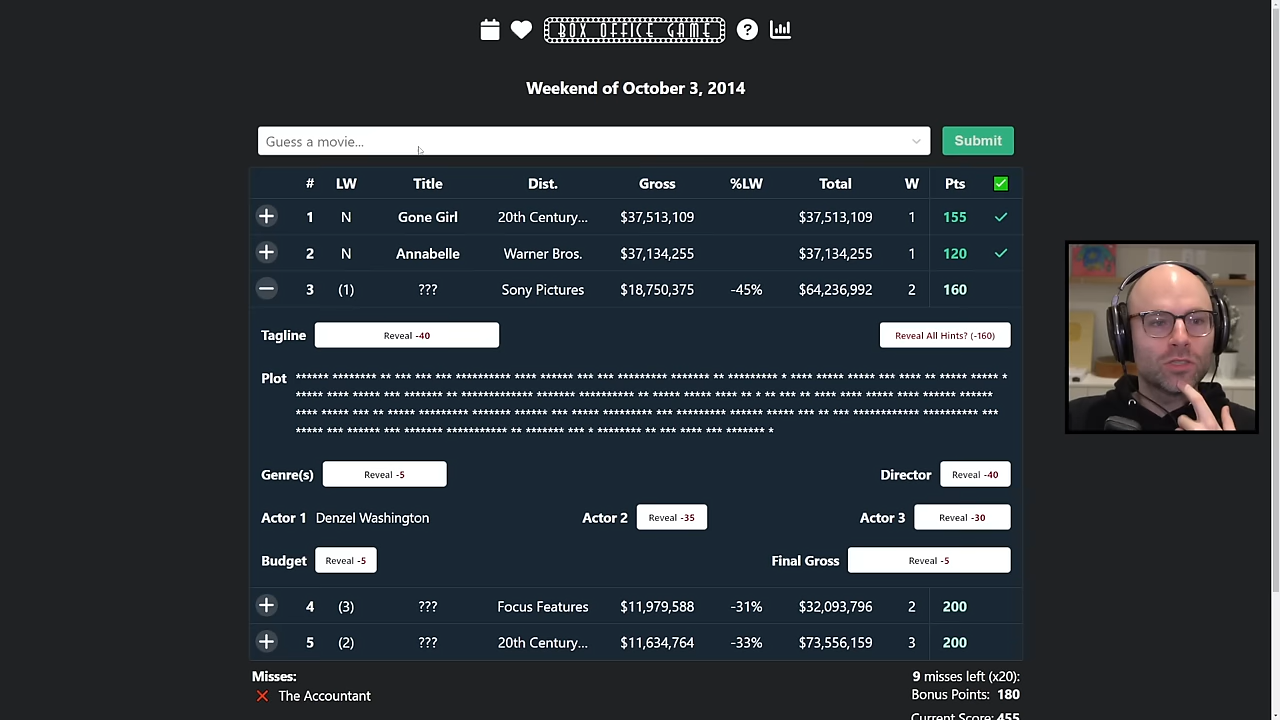 BOX OFFICE GAME
Weekend of October 3, 2014
Guess a movie... Submit
# LW Title Dist. Gross %LW Total W Pts
1 N Gone Girl 20th Century... $37,513,109 $37,513,109 1 155
2 N Annabelle Warner Bros. $37,134,255 $37,134,255 1 120
3 (1) ??? Sony Pictures $18,750,375 -45% $64,236,992 2 160
Tagline Reveal -40 Reveal All Hints? (-160)
Plot ***** ******** ** *** *** *** ********* **** ****** *** *** ********* ******* ** ********* * **** ***** ***** *** **** ** ***** ***** *
***** **** *** *** ******* ** ************ ***** ********* ** ***** **** ** * ** *** **** ***** **** **** ****** ******
**** ***** *** ** ***** ********* **** ****** *** ***** ********* *** ********* ****** ***** *** ** *** ************ ********** ***
***** *** ****** *** ******* *********** ** ******* *** * ******** ** *** **** *** ******* *
Genre(s) Reveal -5 Director Reveal -40
Actor 1 Denzel Washington Actor 2 Reveal -35 Actor 3 Reveal -30
Budget Reveal -5 Final Gross Reveal -5
4 (3) ??? Focus Features $11,979,588 -31% $32,093,796 2 200
5 (2) ??? 20th Century... $11,634,764 -33% $73,556,159 3 200
Misses: 9 misses left (x20):
The Accountant Bonus Points: 180
Current Score: 455